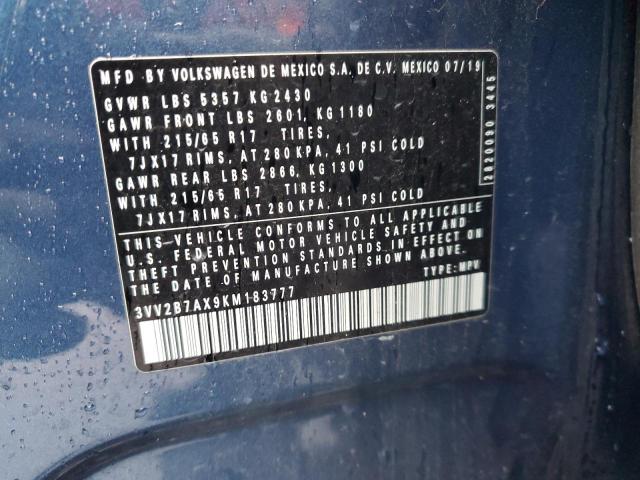 MFD BY VOLKSWAGEN DE MEXICO S.A. DE C.V. MEXICO 07/19
GVWR LBS 5357 KG 2430
GAWR FRONT LBS 2601, KG 1180
WITH 215/65 R17 TIRES,
7JX17 RIMS, AT 280 KPA, 41 PSI COLD
GAWR REAR LBS 2866, KG 1300
WITH 215/65 R17 TIRES,
7JX17 RIMS, AT 280 KPA, 41 PSI COLD
THIS VEHICLE CONFORMS TO ALL APPLICABLE
U.S. FEDERAL MOTOR VEHICLE SAFETY AND
THEFT PREVENTION STANDARDS IN EFFECT ON
THE DATE OF MANUFACTURE SHOWN ABOVE.
3VV2B7AX9KM183777 TYPE: MPV
2820090 3445